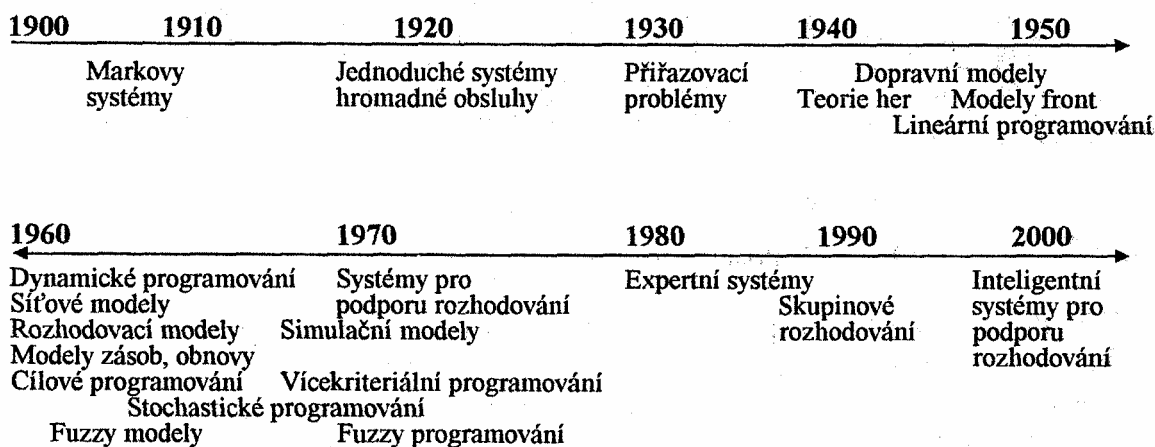 1900 1910 1920 1930 1940 1950
Markovy Jednoduché systémy Přiřazovací Dopravní modely
systémy hromadné obsluhy problémy Teorie her Modely front
Lineární programování
1960 1970 1980 1990 2000
Dynamické programování Systémy pro Expertní systémy Inteligentní
Síťové modely podporu rozhodování Skupinové systémy pro
Rozhodovací modely Simulační modely rozhodování podporu
Modely zásob, obnovy rozhodování
Cílové programování Vícekriteriální programování
Stochastické programování
Fuzzy modely Fuzzy programování